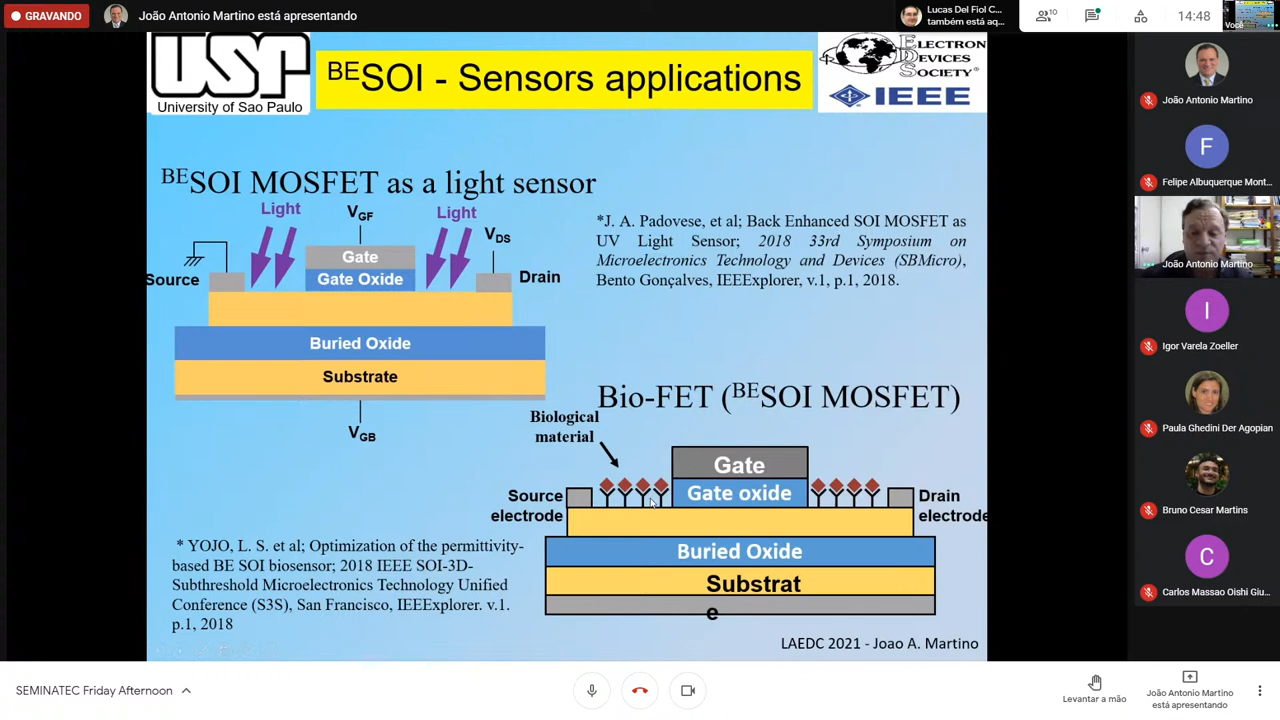 GRAVANDO
João Antonio Martino está apresentando
Lucas Del Fiol C...
também está aq...
10
14:48
Você
USP
University of Sao Paulo
BESOI - Sensors applications
ELECTRON
DEVICES
SOCIETY®
IEEE
BESOI MOSFET as a light sensor
Light
VGF
Light
VDS
Gate
Source
Gate Oxide
Drain
Buried Oxide
Substrate
VGB
*J. A. Padovese, et al; Back Enhanced SOI MOSFET as
UV Light Sensor; 2018 33rd Symposium on
Microelectronics Technology and Devices (SBMicro),
Bento Gonçalves, IEEExplorer, v.1, p.1, 2018.
Bio-FET (BESOI MOSFET)
Biological
material
Gate
Source
electrode
Gate oxide
Drain
electrode
Buried Oxide
Substrat
e
* YOJO, L. S. et al; Optimization of the permittivity-
based BE SOI biosensor; 2018 IEEE SOI-3D-
Subthreshold Microelectronics Technology Unified
Conference (S3S), San Francisco, IEEExplorer. v.1.
p.1, 2018
LAEDC 2021 - Joao A. Martino
João Antonio Martino
F
Felipe Albuquerque Mont...
João Antonio Martino
I
Igor Varela Zoeller
Paula Ghedini Der Agopian
Bruno Cesar Martins
C
Carlos Massao Oishi Giu...
SEMINATEC Friday Afternoon
Levantar a mão
João Antonio Martino
está apresentando